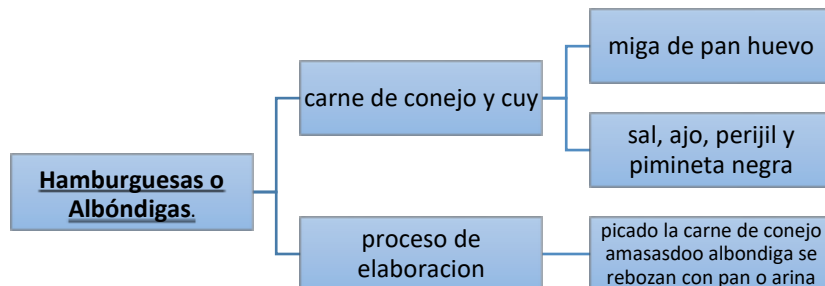 Hamburguesas o
Albóndigas.
carne de conejo y cuy
miga de pan huevo
sal, ajo, perijil y
pimineta negra
proceso de
elaboracion
picado la carne de conejo
amasasdoo albondiga se
rebozan con pan o arina